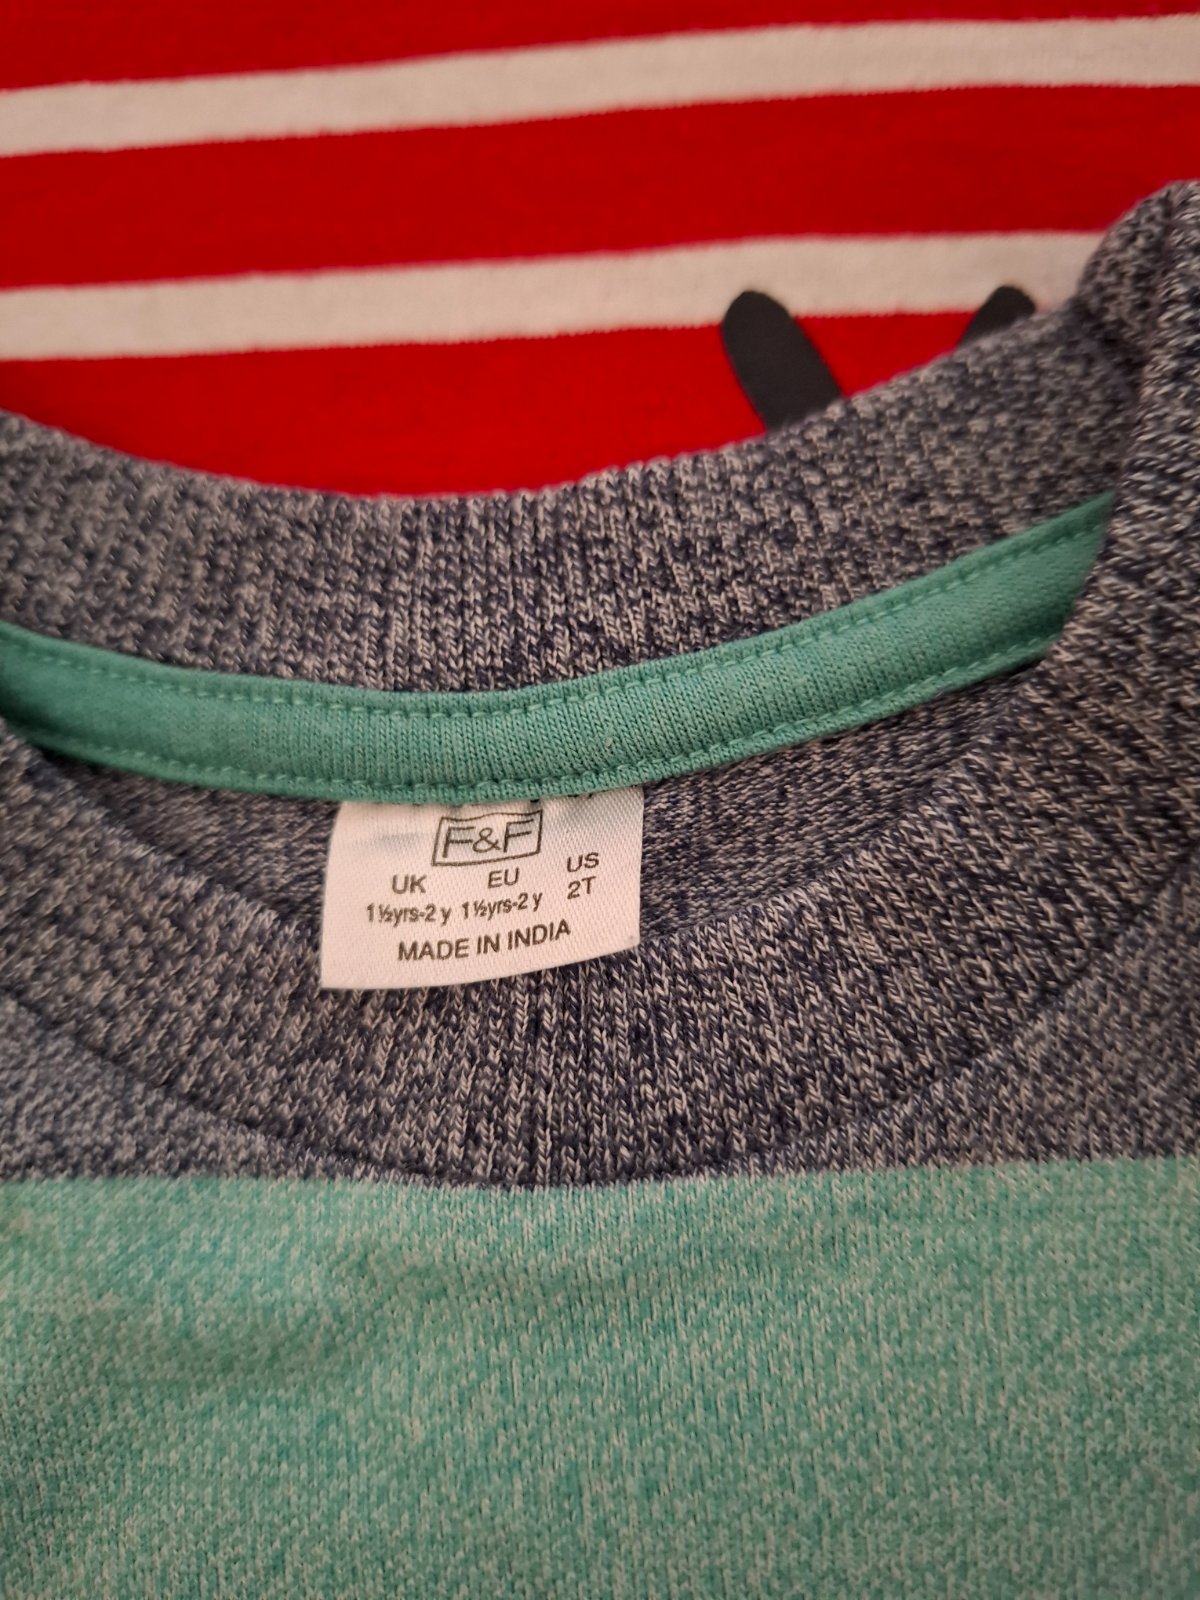 F&F
UK EU US
1½yrs-2 y 1½yrs-2 y 2T
MADE IN INDIA